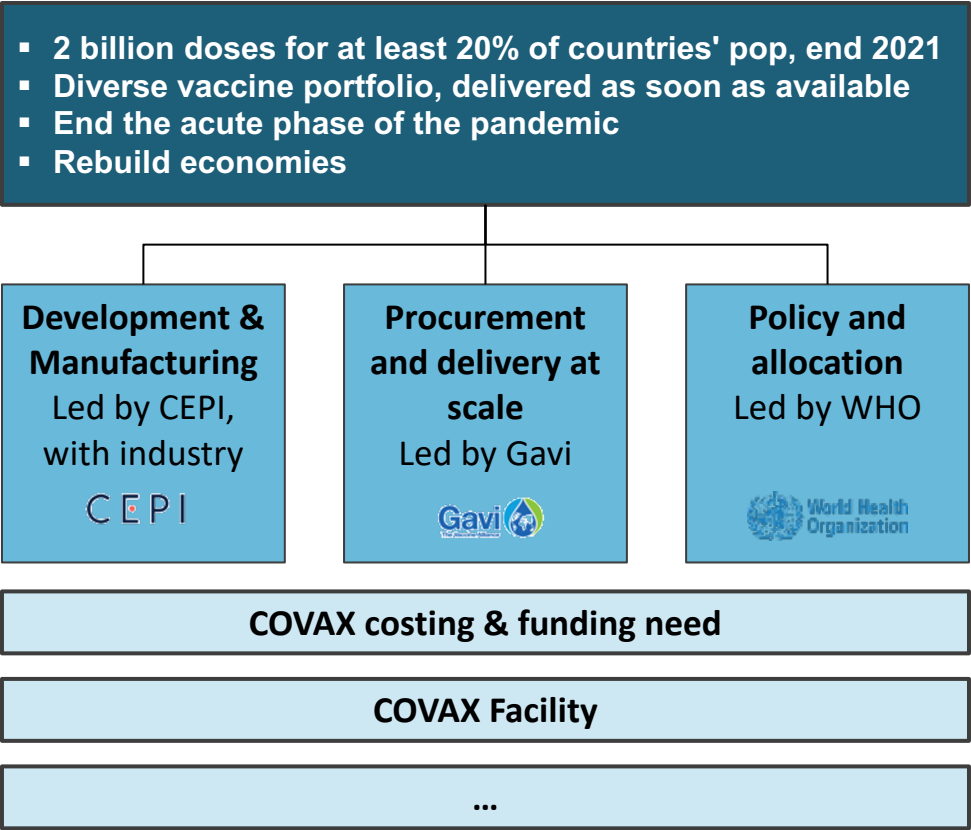 ▪ 2 billion doses for at least 20% of countries' pop, end 2021
▪ Diverse vaccine portfolio, delivered as soon as available
▪ End the acute phase of the pandemic
▪ Rebuild economies
Development &
Manufacturing
Led by CEPI,
with industry
CEPI
Procurement
and delivery at
scale
Led by Gavi
Gavi
The Vaccine Alliance
Policy and
allocation
Led by WHO
World Health
Organization
COVAX costing & funding need
COVAX Facility
...